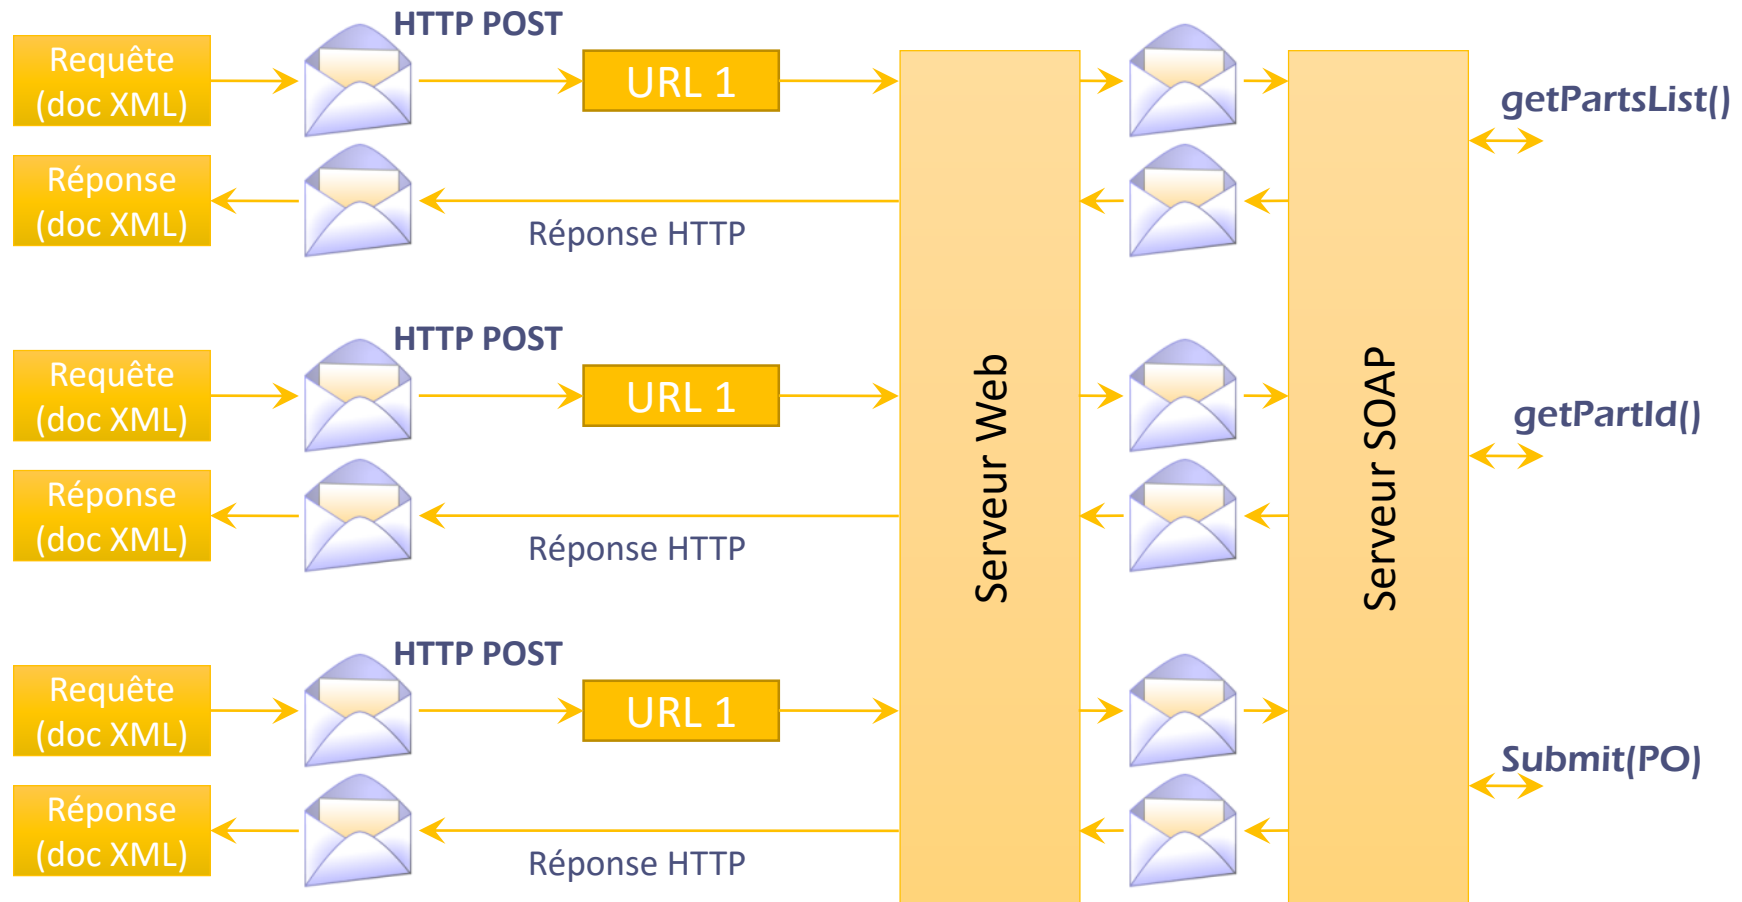 HTTP POST
Requête
(doc XML)
URL 1
getPartsList()
Réponse
(doc XML)
Réponse HTTP
HTTP POST
Requête
(doc XML)
URL 1
Serveur Web
Serveur SOAP
getPartId()
Réponse
(doc XML)
Réponse HTTP
HTTP POST
Requête
(doc XML)
URL 1
Submit(PO)
Réponse
(doc XML)
Réponse HTTP